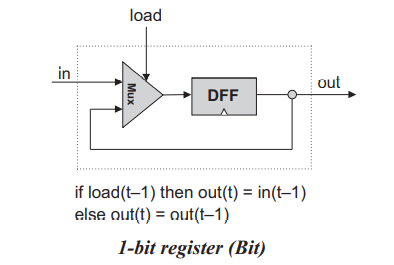 load
in
Mux
DFF
out
if load(t–1) then out(t) = in(t–1)
else out(t) = out(t–1)
1-bit register (Bit)